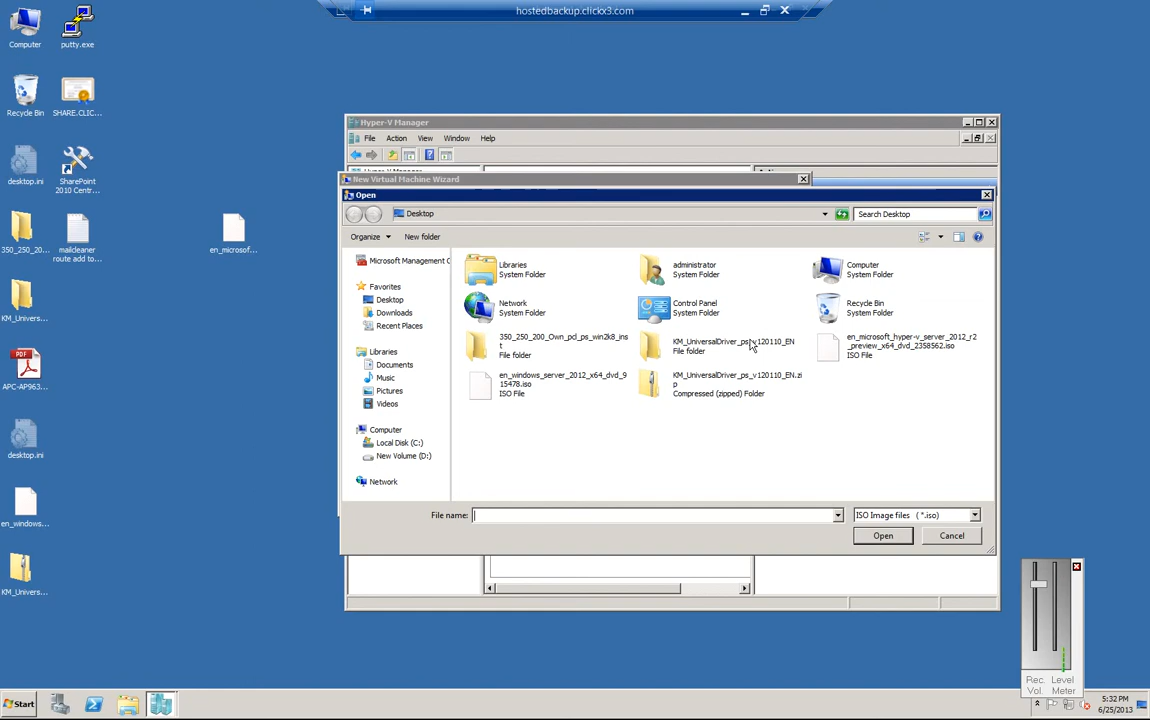 hostedbackup.clickx3.com
Computer
putty.exe
Recycle Bin
SHARE.CLIC...
desktop.ini
SharePoint
2010 Centr...
350_250_20...
mailcleaner
route add to...
en_microsof...
KM_Univers...
APC-AP963...
desktop.ini
en_windows...
KM_Univers...
Hyper-V Manager
File Action View Window Help
New Virtual Machine Wizard
Open
Desktop
Search Desktop
Organize
New folder
Microsoft Management C
Favorites
Desktop
Downloads
Recent Places
Libraries
Documents
Music
Pictures
Videos
Computer
Local Disk (C:)
New Volume (D:)
Network
Libraries
System Folder
administrator
System Folder
Computer
System Folder
Network
System Folder
Control Panel
System Folder
Recycle Bin
System Folder
350_250_200_Own_pcl_ps_win2k8_ins
t
File folder
KM_UniversalDriver_ps_v120110_EN
File folder
en_microsoft_hyper-v_server_2012_r2
_preview_x64_dvd_2358562.iso
ISO File
en_windows_server_2012_x64_dvd_9
15478.iso
ISO File
KM_UniversalDriver_ps_v120110_EN.zi
p
Compressed (zipped) Folder
File name:
ISO Image files (*.iso)
Open
Cancel
Rec. Vol.
Level Meter
Start
5:32 PM
6/25/2013